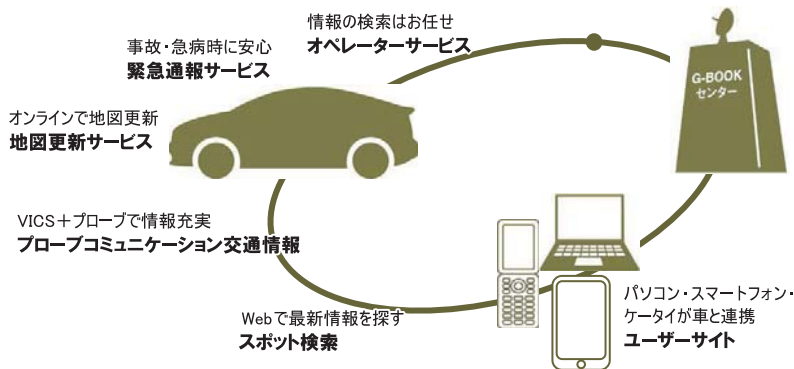 情報の検索はお任せ
オペレーターサービス
事故・急病時に安心
緊急通報サービス
G-BOOK
センター
オンラインで地図更新
地図更新サービス
VICS＋プローブで情報充実
プローブコミュニケーション交通情報
Webで最新情報を探す
スポット検索
パソコン・スマートフォン・
ケータイが車と連携
ユーザーサイト